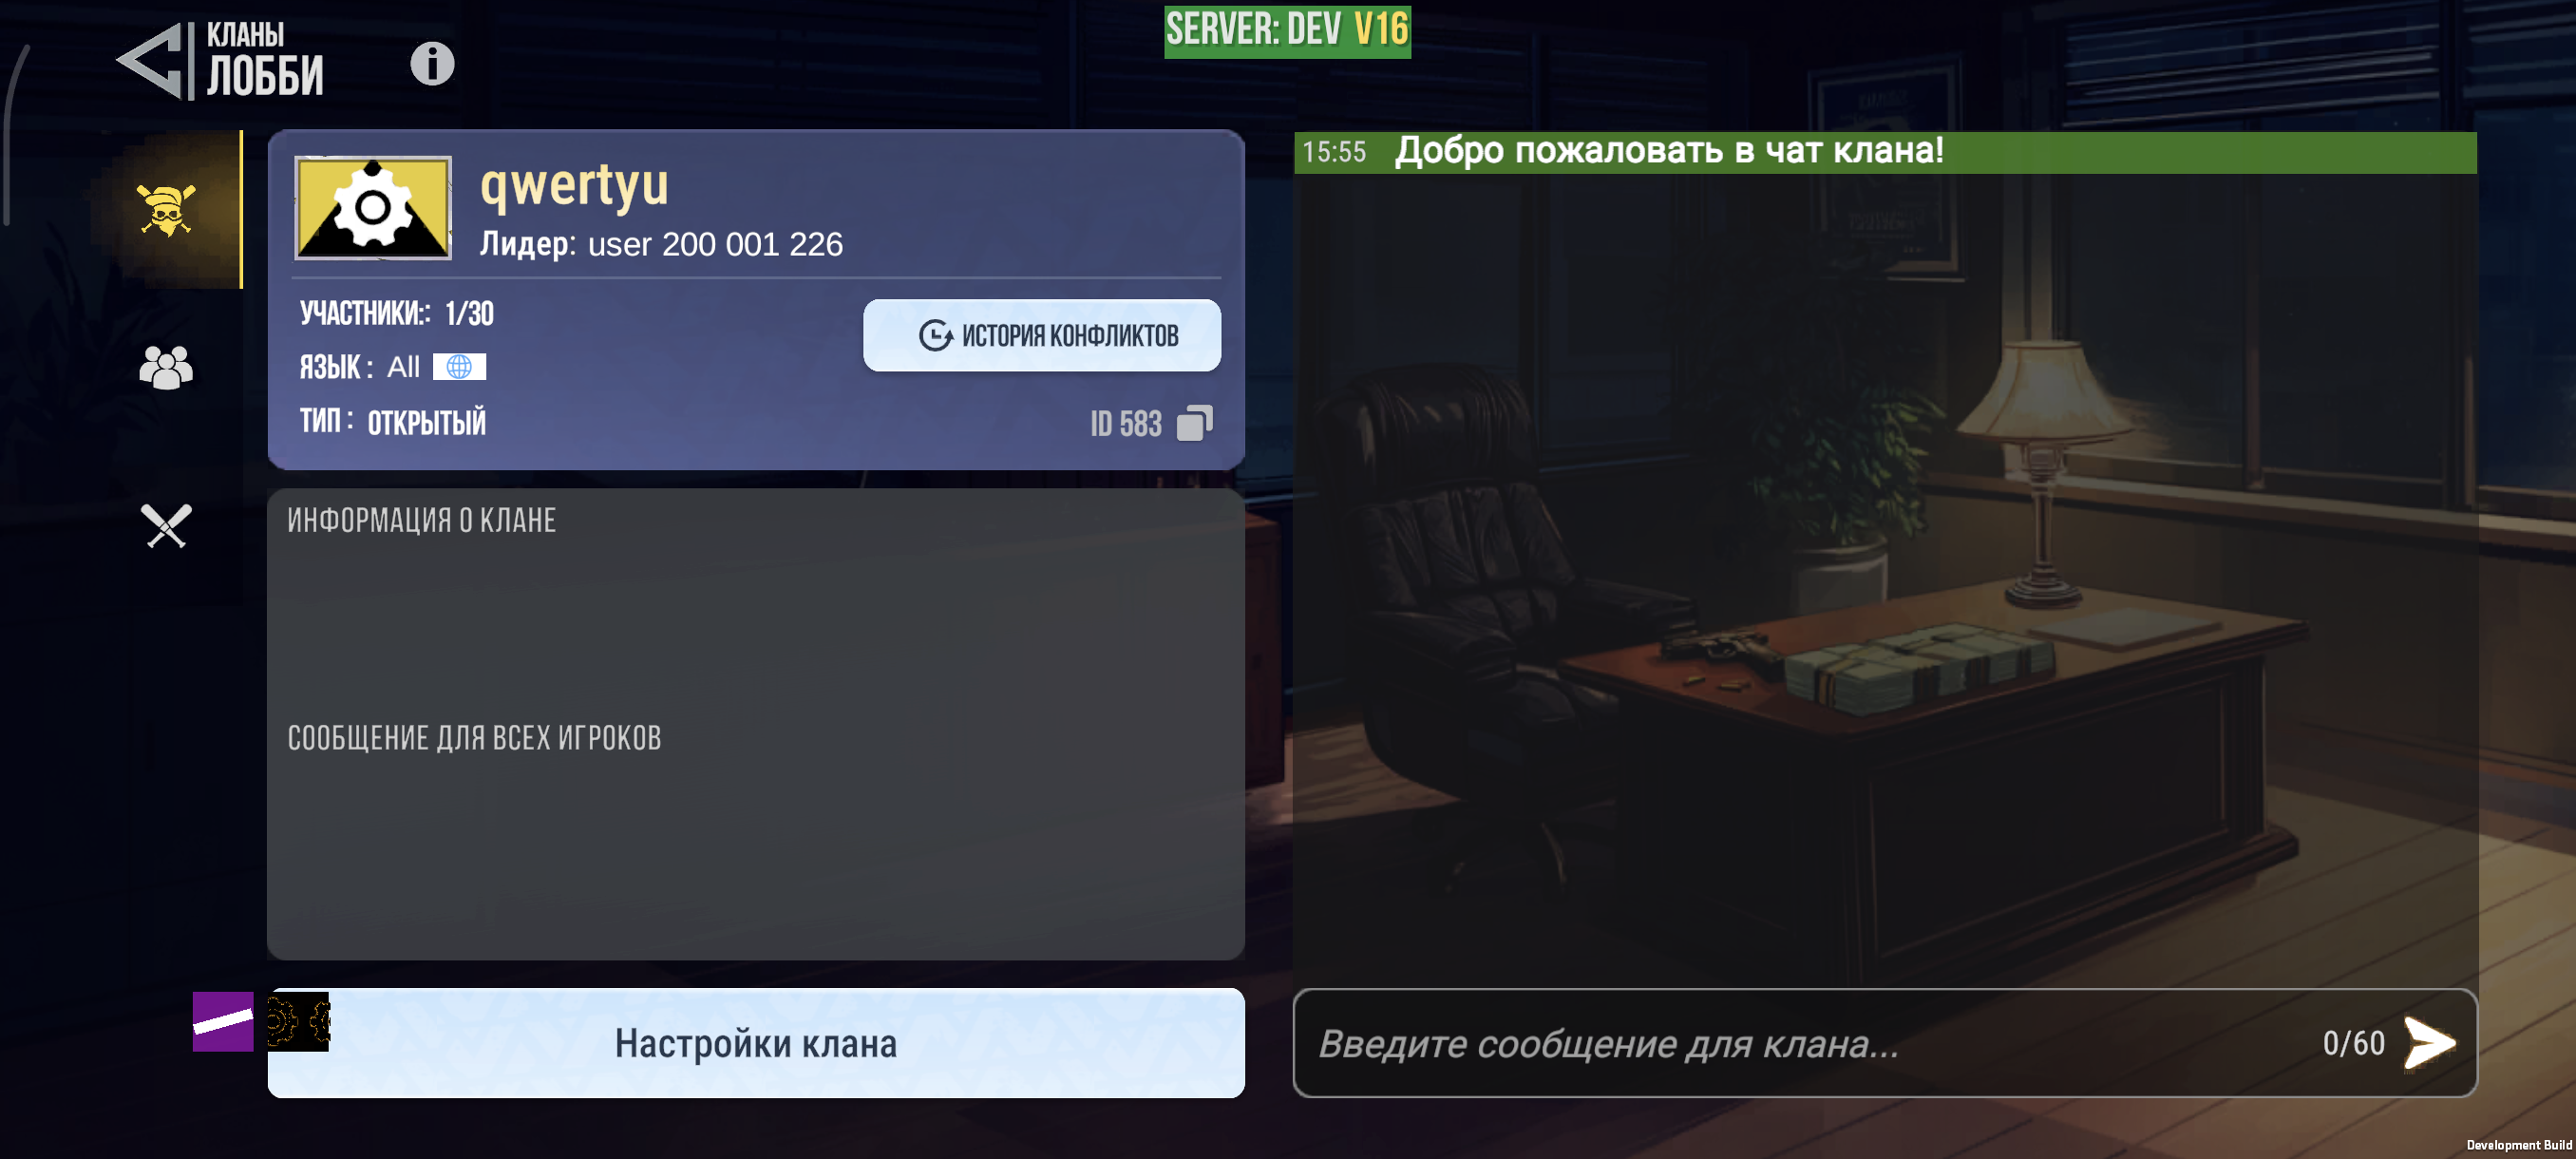 КЛАНЫ
ЛОББИ
SERVER: DEV V16
qwertyu
Лидер: user 200 001 226
УЧАСТНИКИ:: 1/30
ИСТОРИЯ КОНФЛИКТОВ
ЯЗЫК : All
ТИП : ОТКРЫТЫЙ
ID 583
ИНФОРМАЦИЯ О КЛАНЕ
СООБЩЕНИЕ ДЛЯ ВСЕХ ИГРОКОВ
Настройки клана
15:55 Добро пожаловать в чат клана!
Введите сообщение для клана...
0/60
Development Build